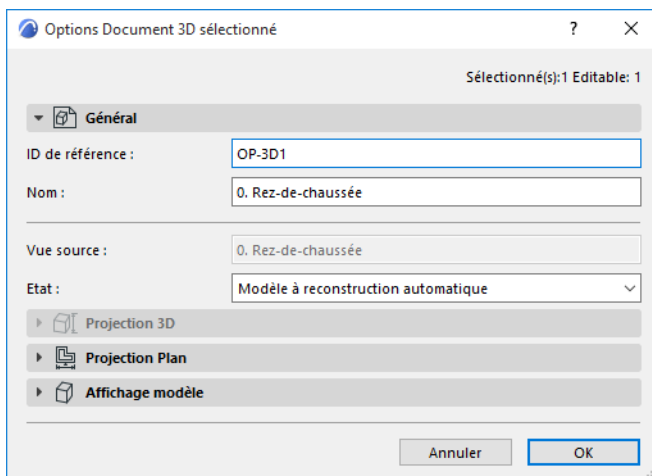 Options Document 3D sélectionné
Sélectionné(s):1 Editable: 1
Général
ID de référence : OP-3D1
Nom : 0. Rez-de-chaussée
Vue source : 0. Rez-de-chaussée
Etat : Modèle à reconstruction automatique
Projection 3D
Projection Plan
Affichage modèle
Annuler OK